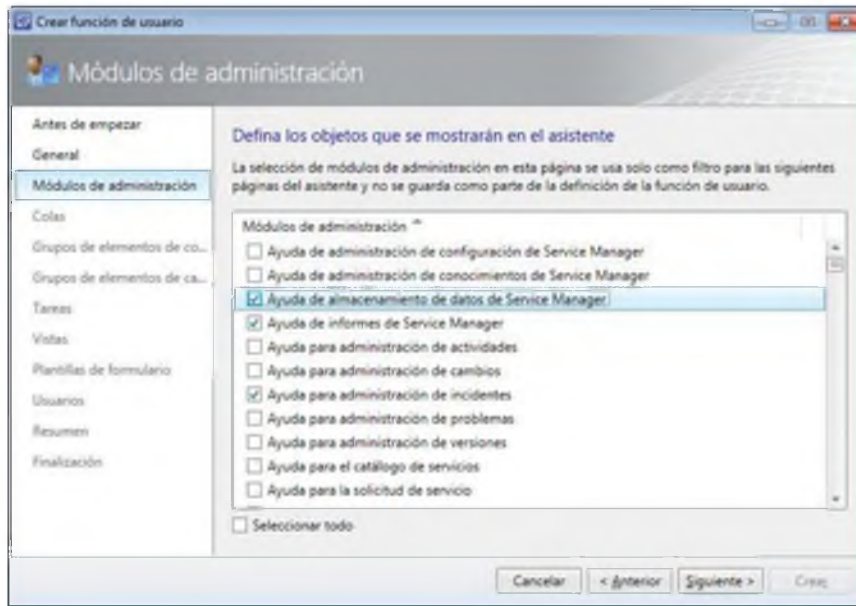 Crear función de usuario
Módulos de administración
Antes de empezar
General
Módulos de administración
Colas
Grupos de elementos de co...
Grupos de elementos de ca...
Tareas
Vistas
Plantillas de formulario
Usuarios
Resumen
Finalización
Defina los objetos que se mostrarán en el asistente
La selección de módulos de administración en esta página se usa solo como filtro para las siguientes
páginas del asistente y no se guarda como parte de la definición de la función de usuario.
Módulos de administración
Ayuda de administración de configuración de Service Manager
Ayuda de administración de conocimientos de Service Manager
Ayuda de almacenamiento de datos de Service Manager
Ayuda de informes de Service Manager
Ayuda para administración de actividades
Ayuda para administración de cambios
Ayuda para administración de incidentes
Ayuda para administración de problemas
Ayuda para administración de versiones
Ayuda para el catálogo de servicios
Ayuda para la solicitud de servicio
Seleccionar todo
Cancelar
< Anterior
Siguiente >
Crear